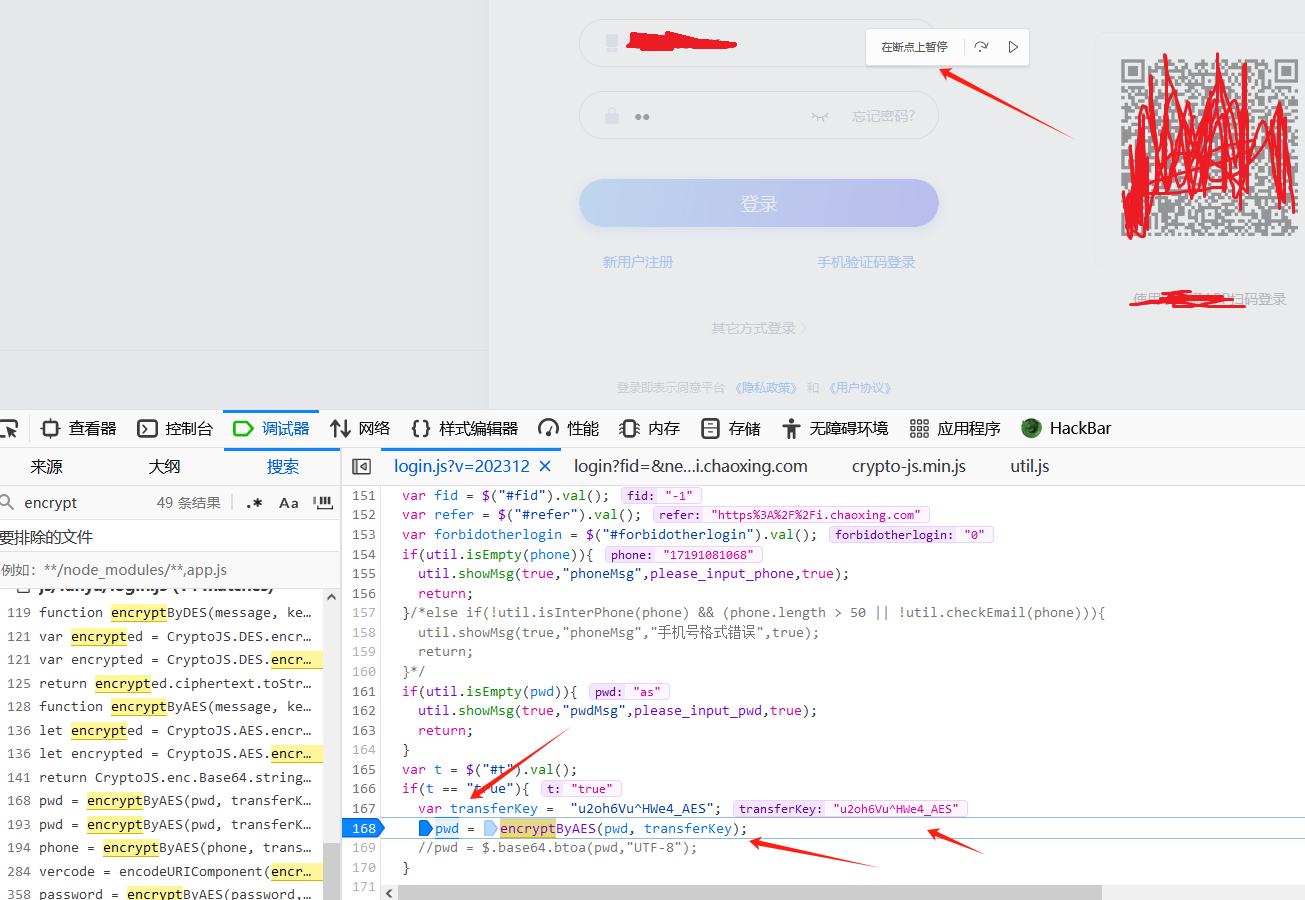 在断点上暂停
••
忘记密码?
登录
新用户注册
手机验证码登录
扫码登录
其它方式登录
登录即表示同意平台 《隐私政策》 和 《用户协议》
查看器 控制台 调试器 网络 样式编辑器 性能 内存 存储 无障碍环境 应用程序 HackBar
来源 大纲 搜索
login.js?v=202312 login?fid=&ne...i.chaoxing.com crypto-js.min.js util.js
encrypt 49 条结果 .* Aa
要排除的文件
例如: **/node_modules/**,app.js
119 function encryptByDES(message, ke…
121 var encrypted = CryptoJS.DES.encr…
121 var encrypted = CryptoJS.DES.encr…
125 return encrypted.ciphertext.toStr…
128 function encryptByAES(message, ke…
136 let encrypted = CryptoJS.AES.encr…
136 let encrypted = CryptoJS.AES.encr…
141 return CryptoJS.enc.Base64.string…
168 pwd = encryptByAES(pwd, transferK…
193 pwd = encryptByAES(pwd, transferK…
194 phone = encryptByAES(phone, trans…
284 vercode = encodeURIComponent(encr…
358 password = encryptByAES(password,…
151 var fid = $("#fid").val(); fid: "-1"
152 var refer = $("#refer").val(); refer: "https%3A%2F%2Fi.chaoxing.com"
153 var forbidotherlogin = $("#forbidotherlogin").val(); forbidotherlogin: "0"
154 if(util.isEmpty(phone)){ phone: "17191081068"
155 util.showMsg(true,"phoneMsg",please_input_phone,true);
156 return;
157 }/*else if(!util.isInterPhone(phone) && (phone.length > 50 || !util.checkEmail(phone))){
158 util.showMsg(true,"phoneMsg","手机号格式错误",true);
159 return;
160 }*/
161 if(util.isEmpty(pwd)){ pwd: "as"
162 util.showMsg(true,"pwdMsg",please_input_pwd,true);
163 return;
164 }
165 var t = $("#t").val();
166 if(t == "true"){ t: "true"
167 var transferKey = "u2oh6Vu^HWe4_AES"; transferKey: "u2oh6Vu^HWe4_AES"
168 pwd = encryptByAES(pwd, transferKey);
169 //pwd = $.base64.btoa(pwd,"UTF-8");
170 }
171